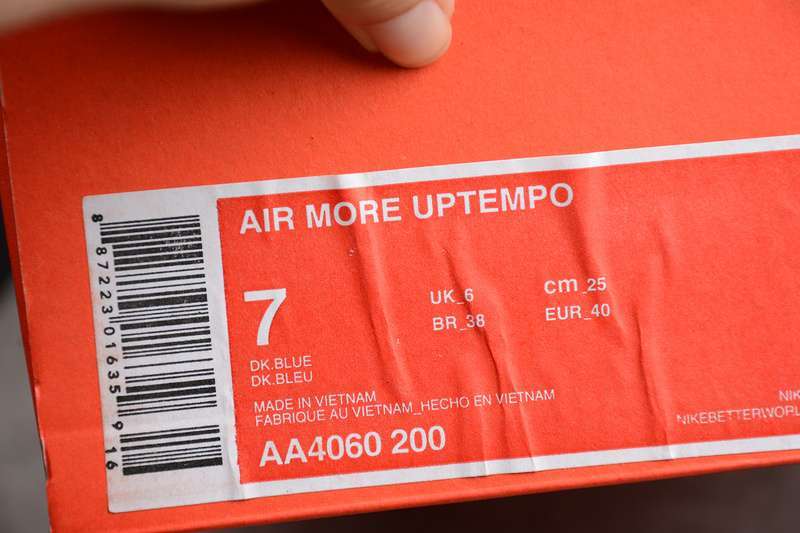 AIR MORE UPTEMPO
7
UK_6
cm_25
BR_38
EUR_40
DK.BLUE
DK.BLEU
MADE IN VIETNAM
FABRIQUE AU VIETNAM_HECHO EN VIETNAM
AA4060 200
NIK
NIKEBETTERWORL
8 87223 01635 9 16